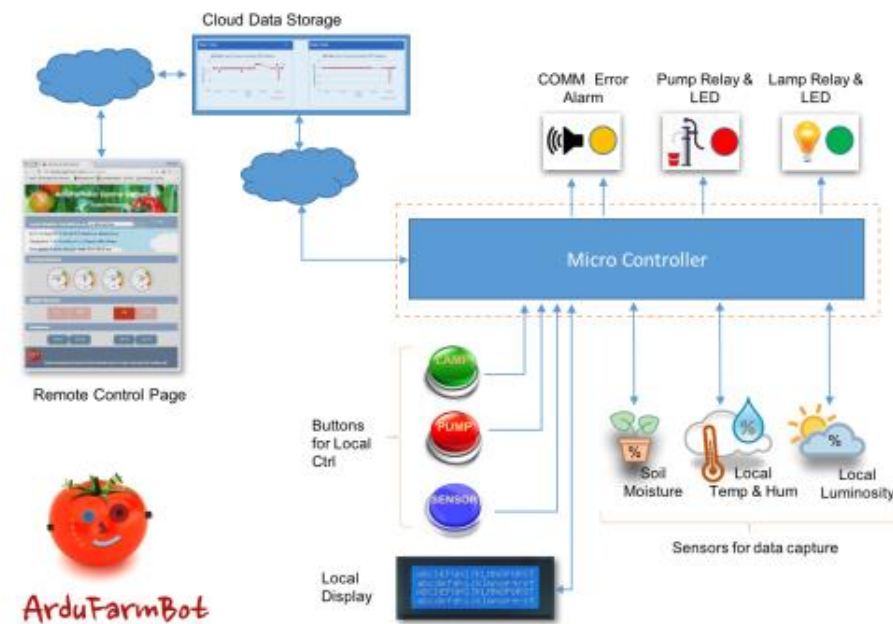 Cloud Data Storage
COMM Error
Alarm
Pump Relay &
LED
Lamp Relay &
LED
Micro Controller
Remote Control Page
LAMP
PUMP
SENSOR
Buttons
for Local
Ctrl
%
Soil
Moisture
%
Local
Temp & Hum
%
Local
Luminosity
Sensors for data capture
Local
Display
ArduFarmBot